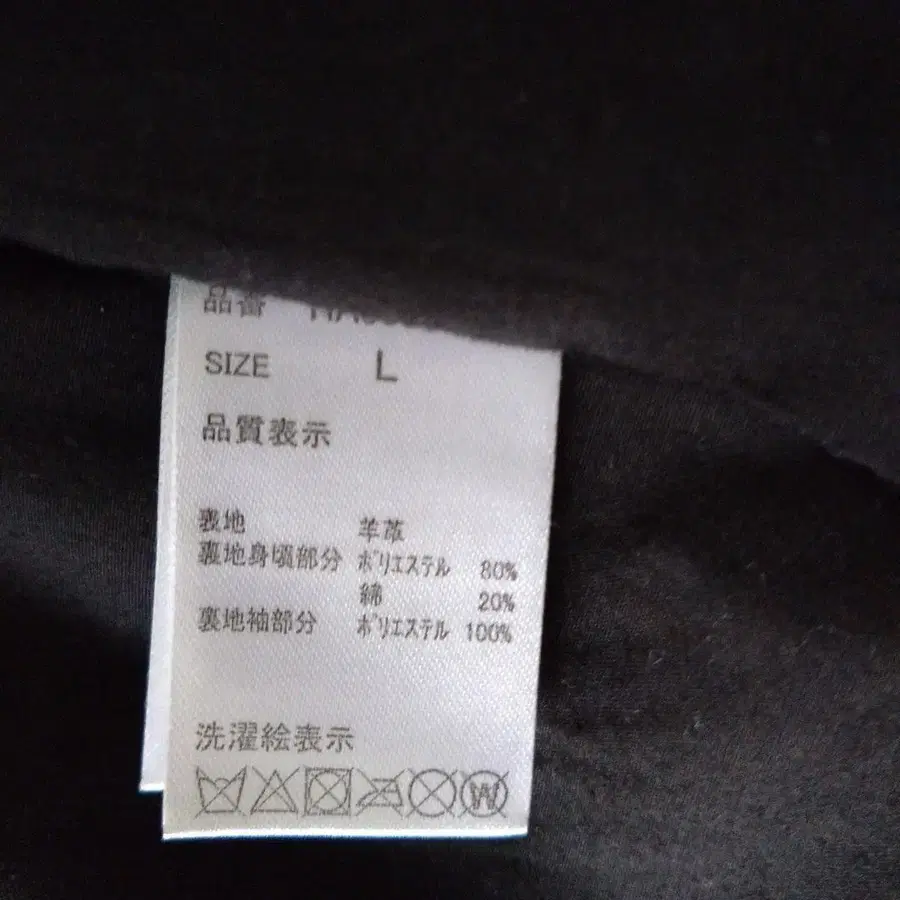 品番
SIZE L
品質表示
表地 羊革
裏地身頃部分 ポリエステル 80%
綿 20%
裏地袖部分 ポリエステル 100%
洗濯絵表示
W